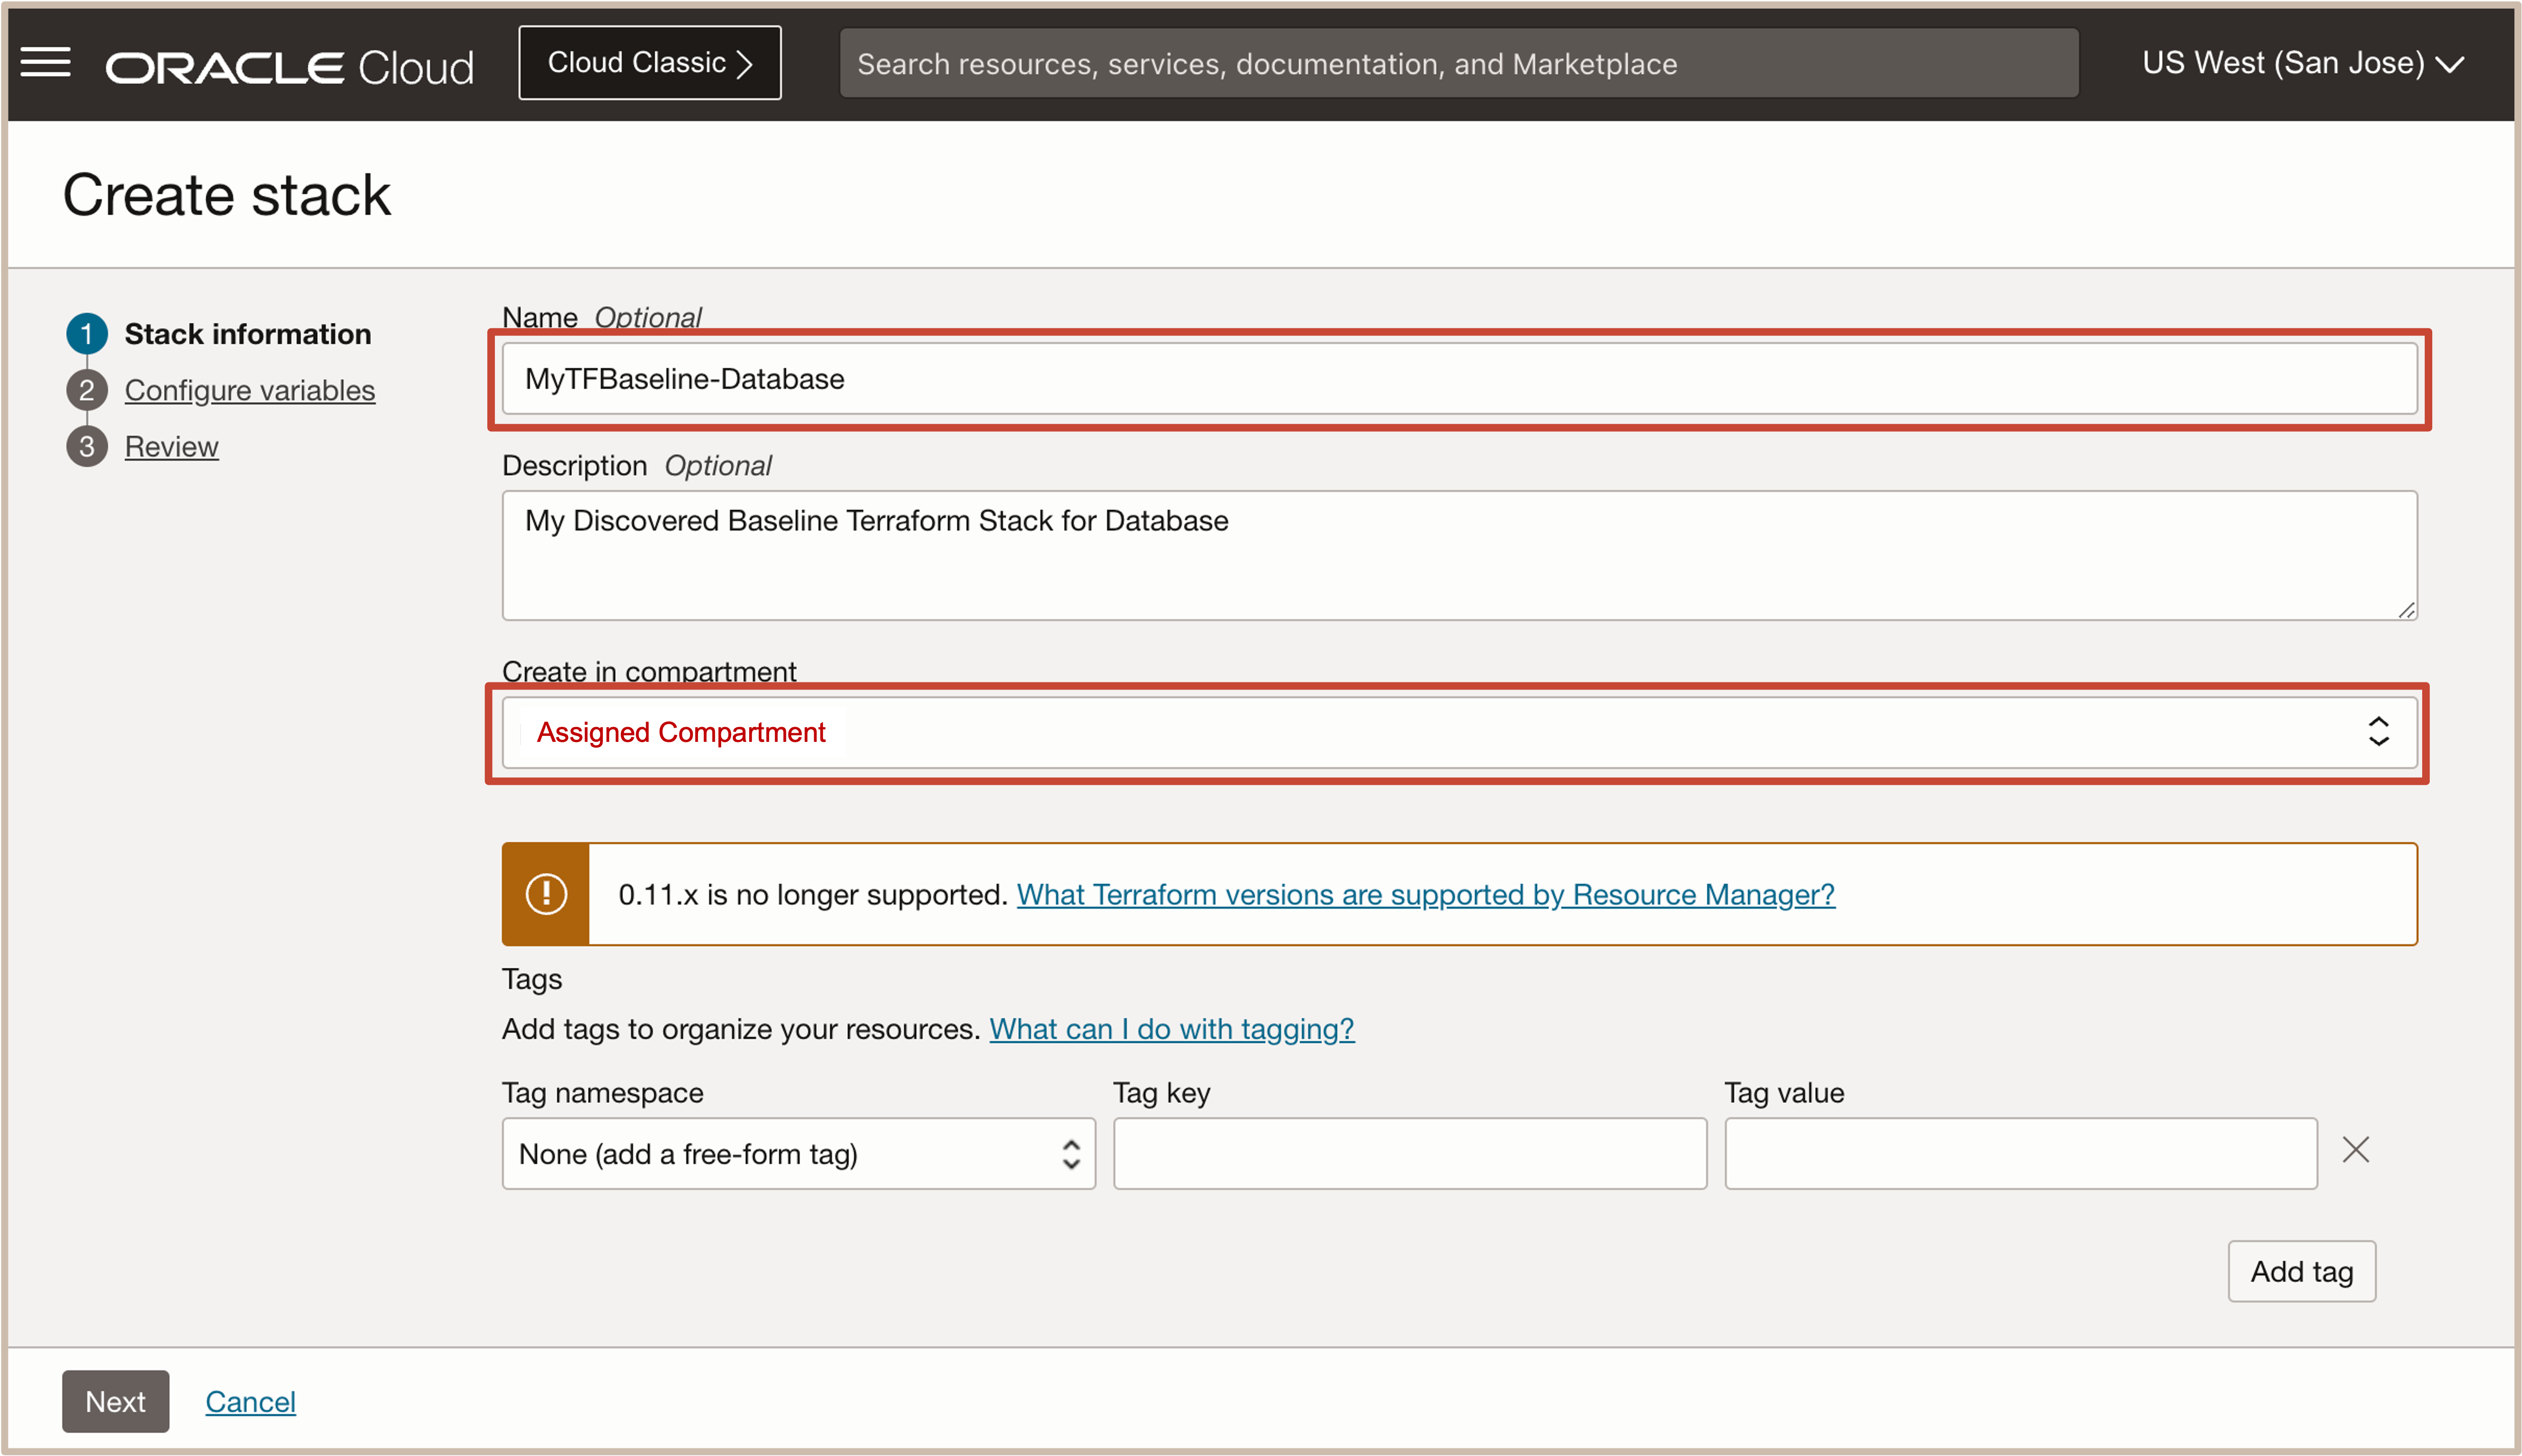 ORACLE Cloud
Cloud Classic
Search resources, services, documentation, and Marketplace
US West (San Jose)
Create stack
1 Stack information
2 Configure variables
3 Review
Name Optional
MyTFBaseline-Database
Description Optional
My Discovered Baseline Terraform Stack for Database
Create in compartment
Assigned Compartment
0.11.x is no longer supported. What Terraform versions are supported by Resource Manager?
Tags
Add tags to organize your resources. What can I do with tagging?
Tag namespace Tag key Tag value
None (add a free-form tag)
Add tag
Next Cancel